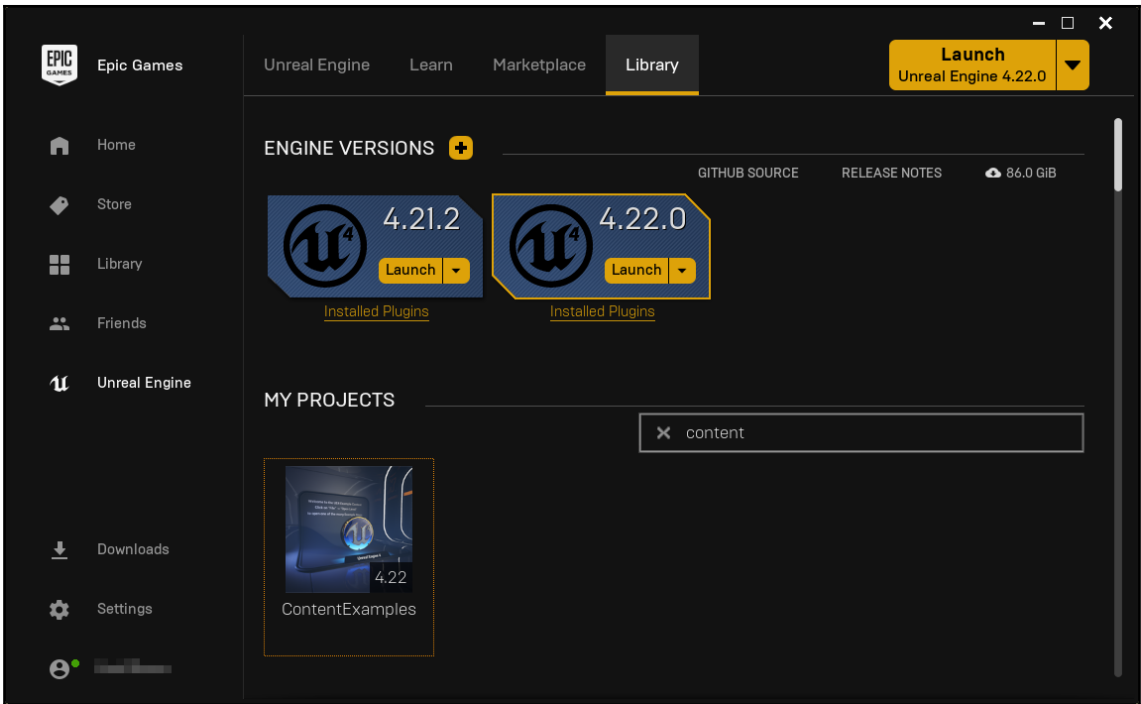 EPIC
GAMES
Epic Games
Unreal Engine
Learn
Marketplace
Library
Launch
Unreal Engine 4.22.0
Home
Store
Library
Friends
Unreal Engine
Downloads
Settings
ENGINE VERSIONS
GITHUB SOURCE
RELEASE NOTES
86.0 GiB
4
4.21.2
Launch
Installed Plugins
4
4.22.0
Launch
Installed Plugins
MY PROJECTS
content
4.22
ContentExamples